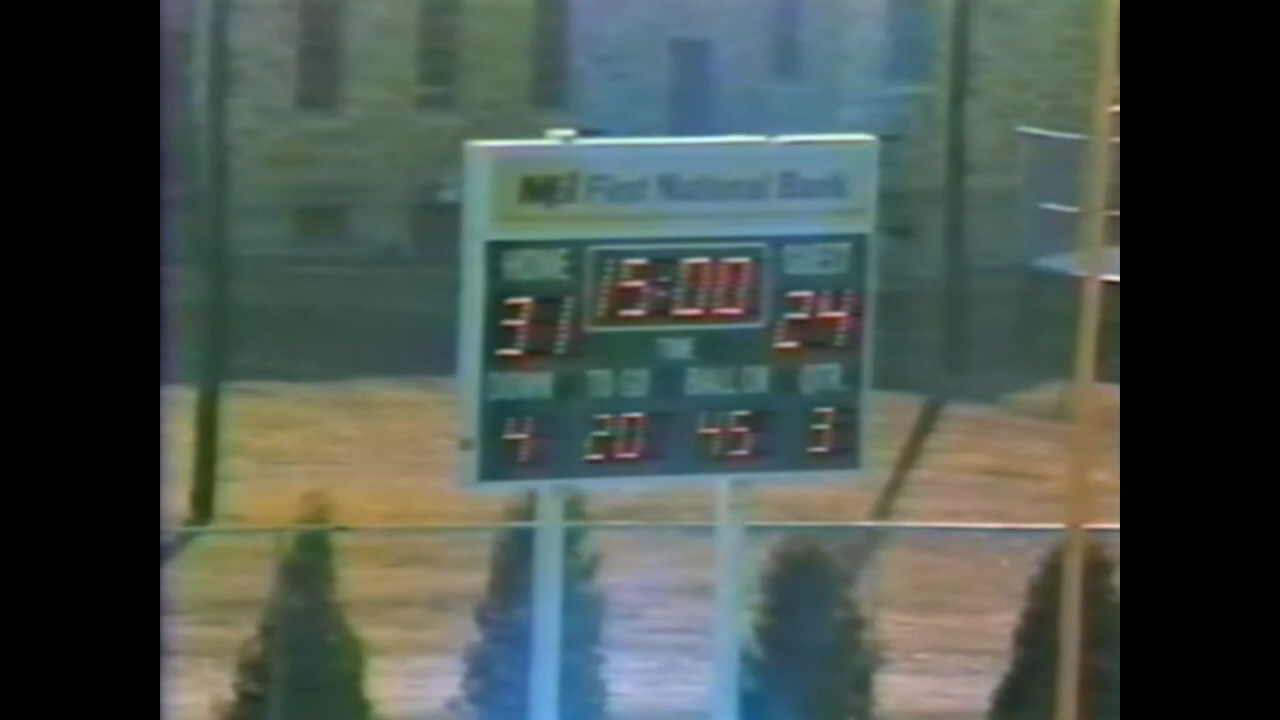 First National Bank
HOME 15:00 GUEST
31 24
TIME
DOWN TO GO BALL ON QTR
4 20 45 3